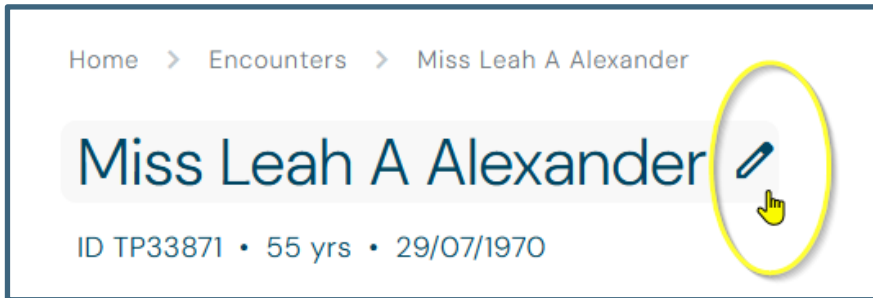 Home > Encounters > Miss Leah A Alexander
Miss Leah A Alexander
ID TP33871 • 55 yrs • 29/07/1970